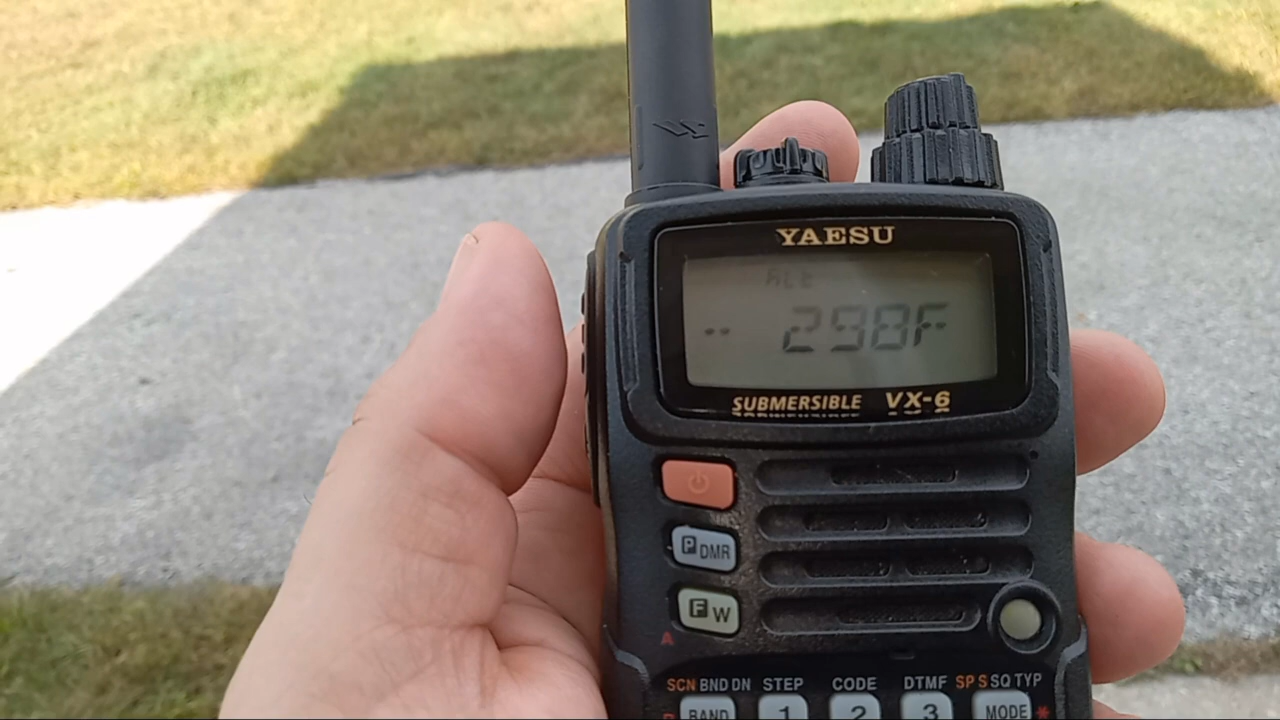 YAESU
ALt
-- 298F
SUBMERSIBLE VX-6
P DMR
F W
A
SCN BND DN STEP CODE DTMF SP S SQ TYP
BAND 1 2 3 MODE *